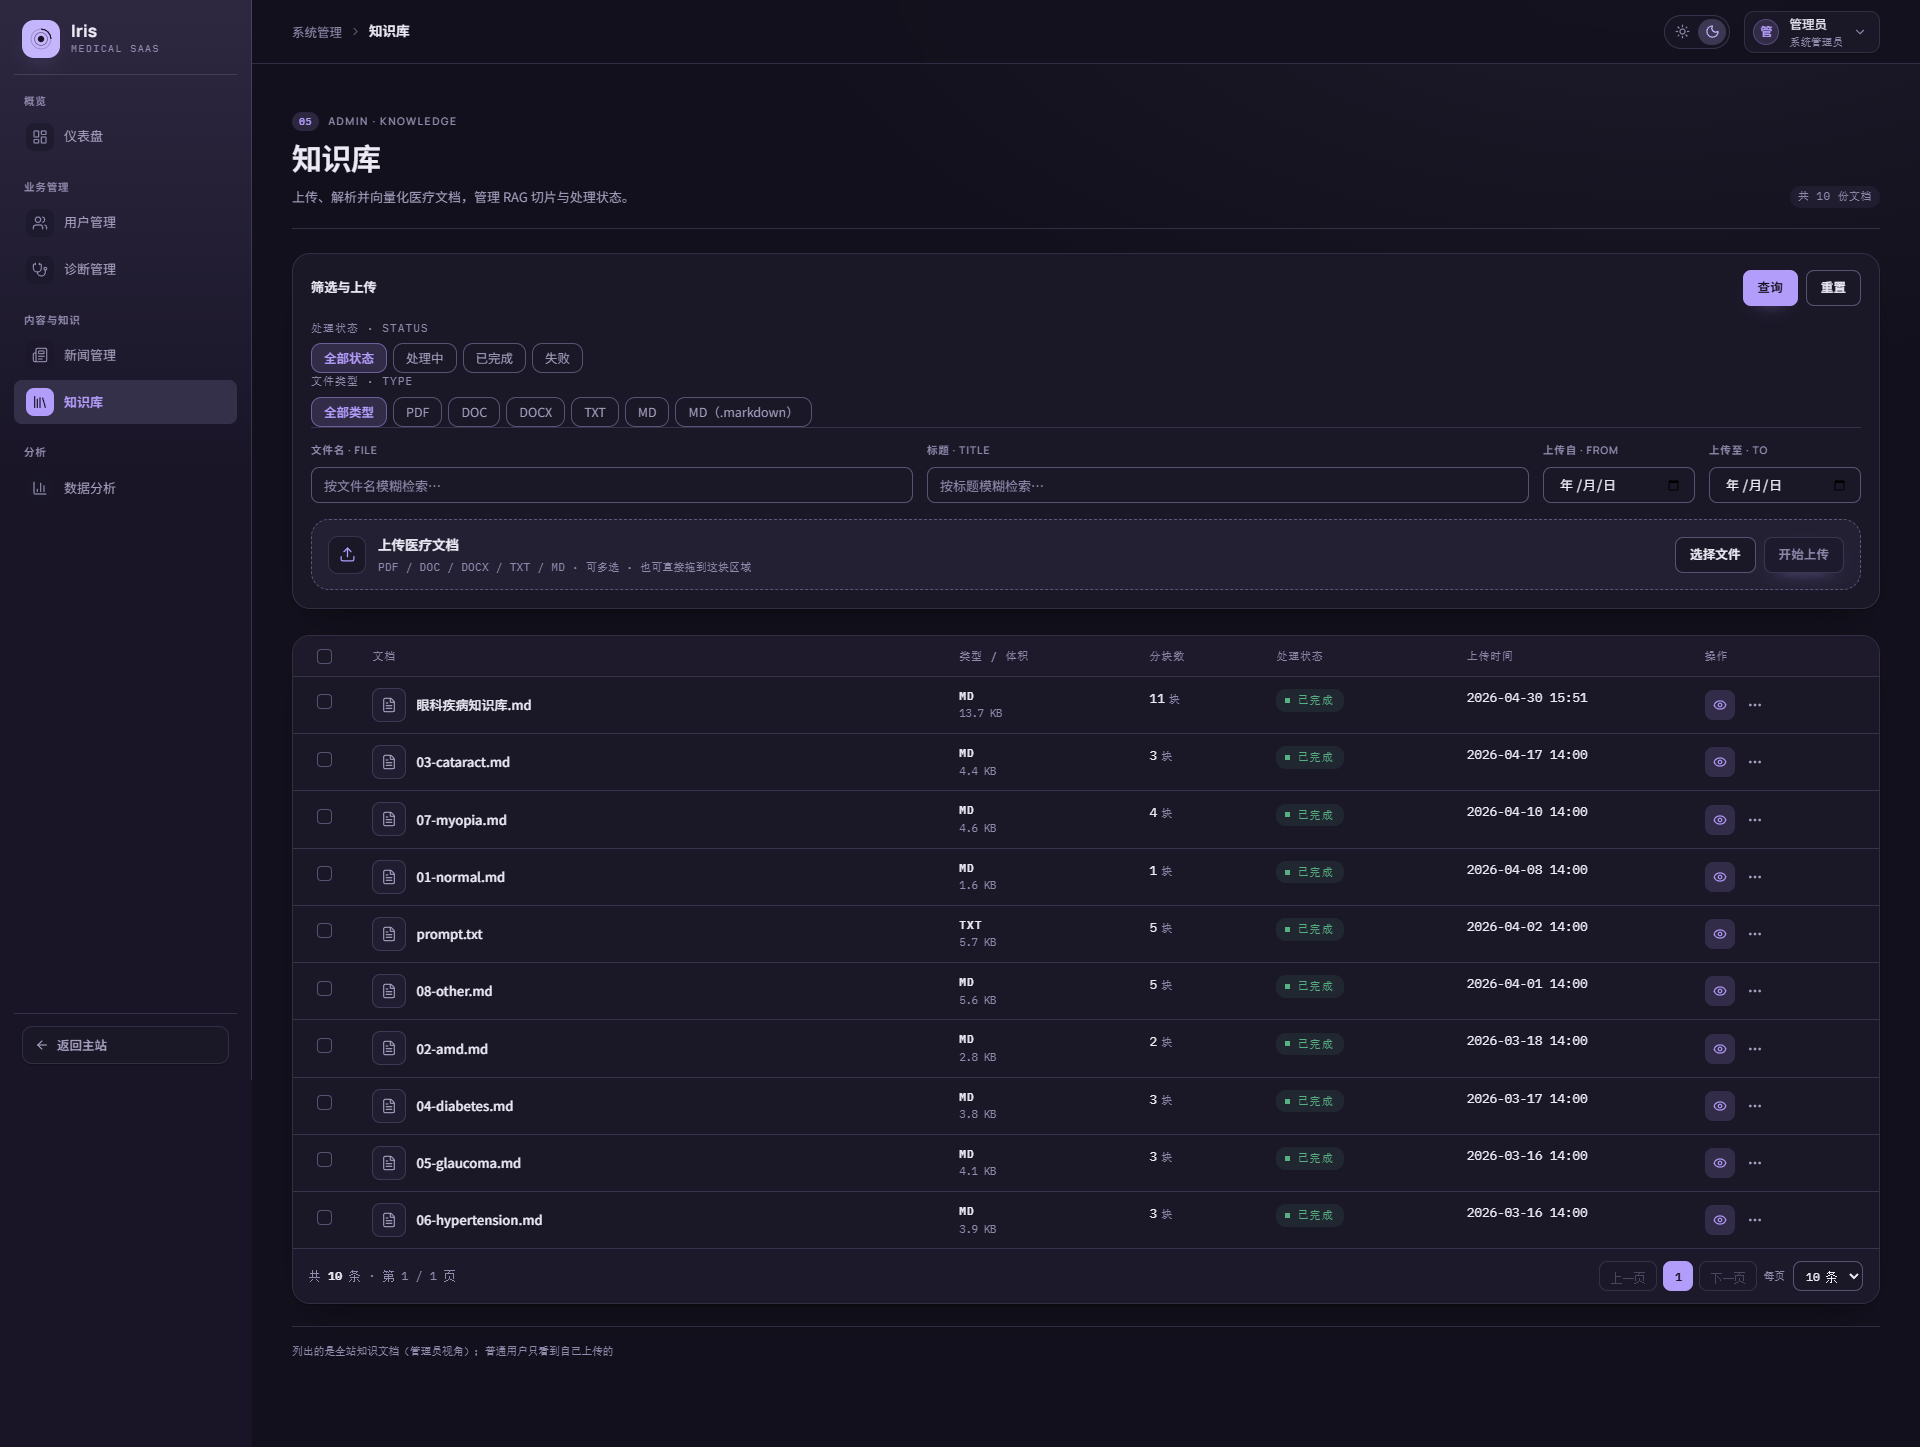 Iris
MEDICAL SAAS
概览
仪表盘
业务管理
用户管理
诊断管理
内容与知识
新闻管理
知识库
分析
数据分析
返回主站
系统管理 > 知识库
管 管理员
系统管理员
05 ADMIN · KNOWLEDGE
知识库
上传、解析并向量化医疗文档，管理 RAG 切片与处理状态。
共 10 份文档
筛选与上传
查询 重置
处理状态 · STATUS
全部状态 处理中 已完成 失败
文件类型 · TYPE
全部类型 PDF DOC DOCX TXT MD MD（.markdown）
文件名 · FILE 标题 · TITLE 上传自 · FROM 上传至 · TO
按文件名模糊检索… 按标题模糊检索… 年/月/日 年/月/日
上传医疗文档
PDF / DOC / DOCX / TXT / MD · 可多选 · 也可直接拖到这块区域
选择文件 开始上传
文档 类型 / 体积 分块数 处理状态 上传时间 操作
眼科疾病知识库.md MD 13.7 KB 11 块 已完成 2026-04-30 15:51
03-cataract.md MD 4.4 KB 3 块 已完成 2026-04-17 14:00
07-myopia.md MD 4.6 KB 4 块 已完成 2026-04-10 14:00
01-normal.md MD 1.6 KB 1 块 已完成 2026-04-08 14:00
prompt.txt TXT 5.7 KB 5 块 已完成 2026-04-02 14:00
08-other.md MD 5.6 KB 5 块 已完成 2026-04-01 14:00
02-amd.md MD 2.8 KB 2 块 已完成 2026-03-18 14:00
04-diabetes.md MD 3.8 KB 3 块 已完成 2026-03-17 14:00
05-glaucoma.md MD 4.1 KB 3 块 已完成 2026-03-16 14:00
06-hypertension.md MD 3.9 KB 3 块 已完成 2026-03-16 14:00
共 10 条 · 第 1 / 1 页
上一页 1 下一页 每页 10 条
列出的是全站知识文档（管理员视角）；普通用户只看到自己上传的